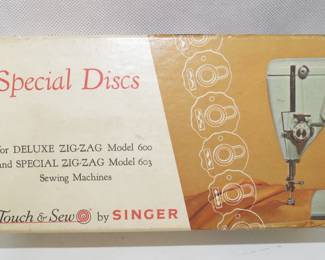 Special Discs
for DELUXE ZIG-ZAG Model 600
and SPECIAL ZIG-ZAG Model 603
Sewing Machines
Touch & Sew by SINGER